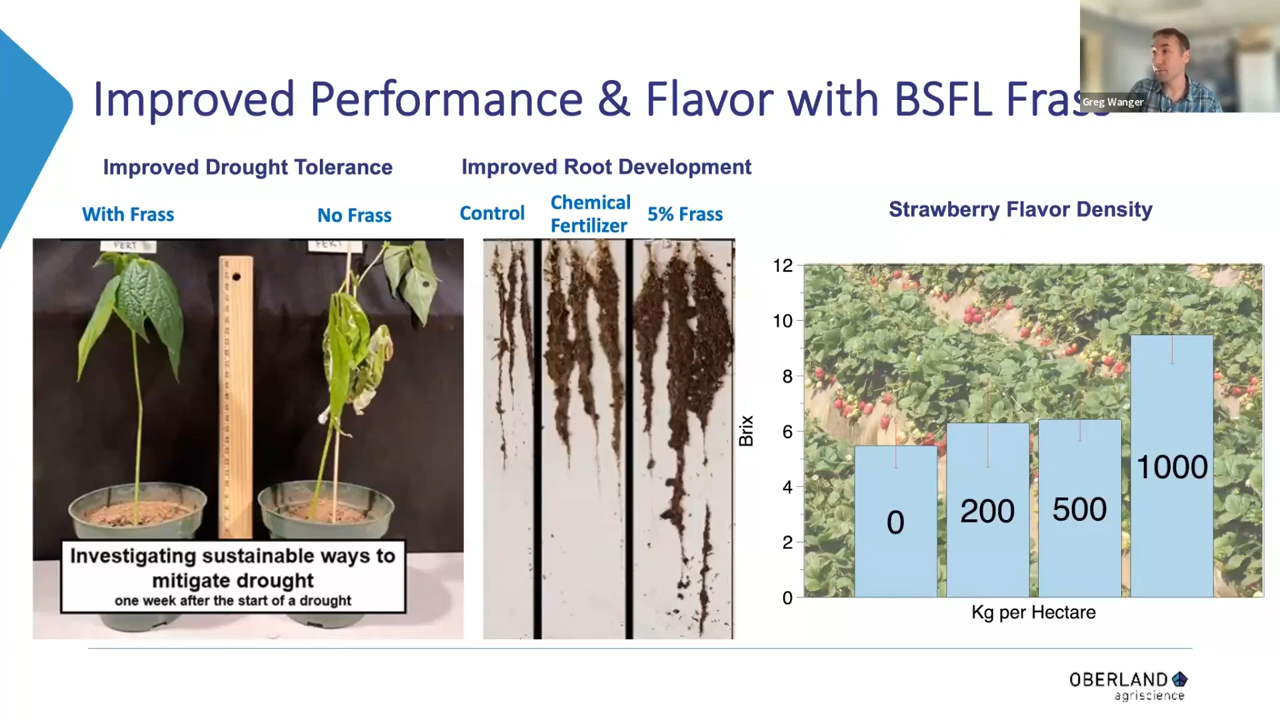 Improved Performance & Flavor with BSFL Frass
Greg Wanger
Improved Drought Tolerance
Improved Root Development
With Frass
No Frass
Control
Chemical
Fertilizer
5% Frass
Strawberry Flavor Density
Investigating sustainable ways to
mitigate drought
one week after the start of a drought
Brix
12
10
8
6
4
2
0
0
200
500
1000
Kg per Hectare
OBERLAND
agriscience